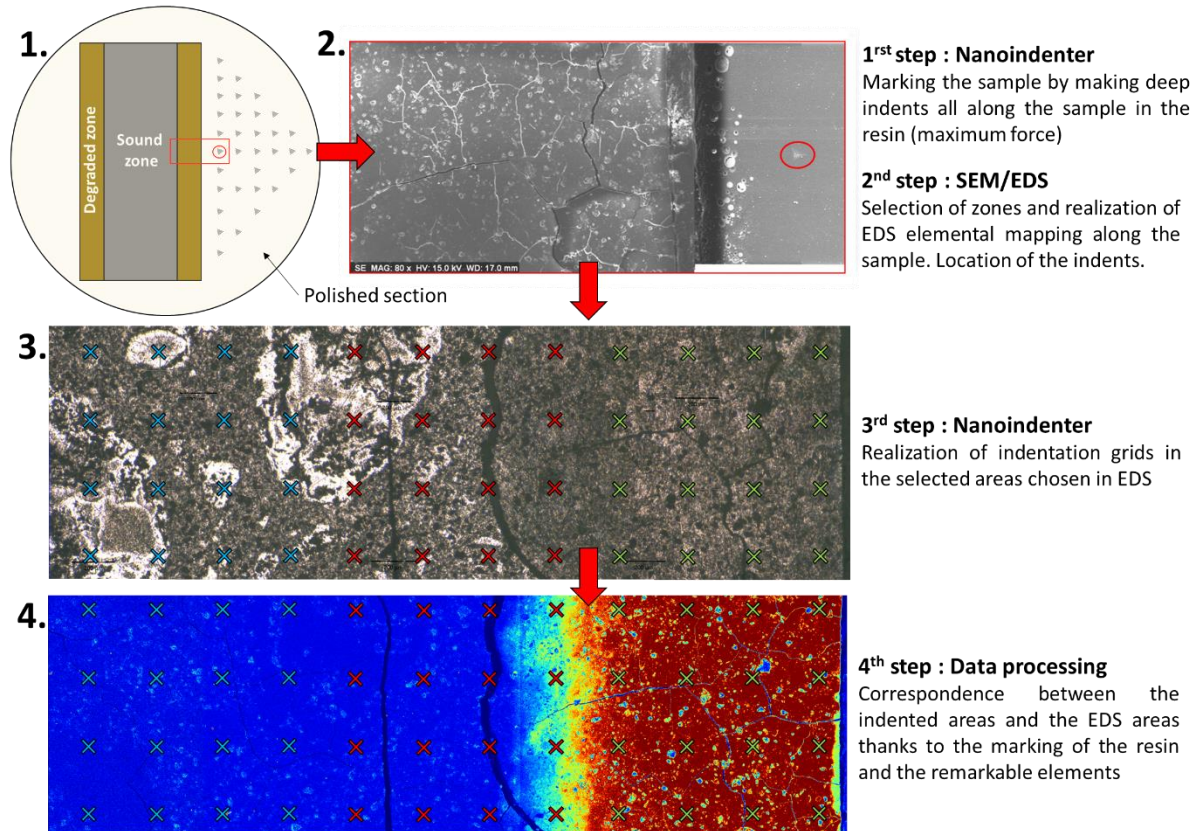 1.
Degraded zone
Sound
zone
Polished section
2.
SE MAG: 80 x HV: 15.0 kV WD: 17.0 mm
1rst step : Nanoindenter
Marking the sample by making deep
indents all along the sample in the
resin (maximum force)
2nd step : SEM/EDS
Selection of zones and realization of
EDS elemental mapping along the
sample. Location of the indents.
3.
3rd step : Nanoindenter
Realization of indentation grids in
the selected areas chosen in EDS
4.
4th step : Data processing
Correspondence between the
indented areas and the EDS areas
thanks to the marking of the resin
and the remarkable elements